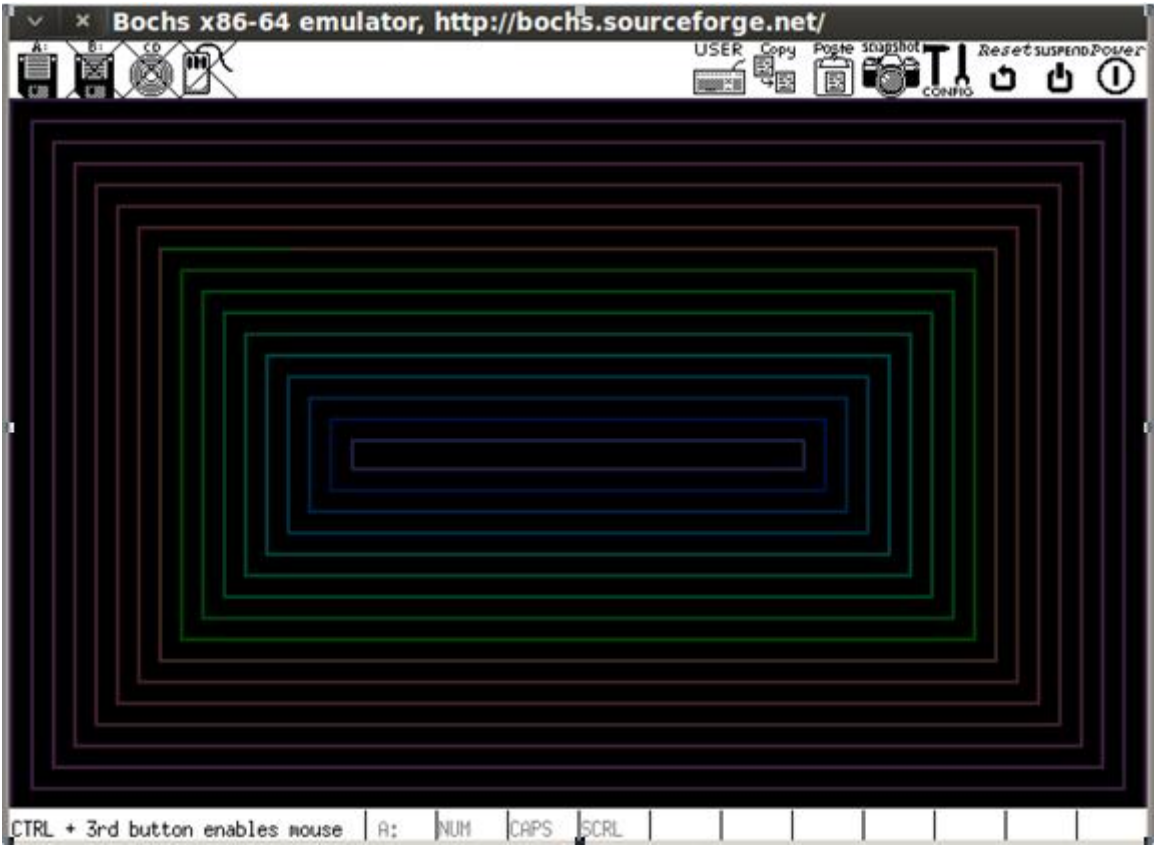 Bochs x86-64 emulator, http://bochs.sourceforge.net/
A: B: CD USER Copy Paste snapshot CONFIG Reset SUSPEND Power
CTRL + 3rd button enables mouse A: NUM CAPS SCRL